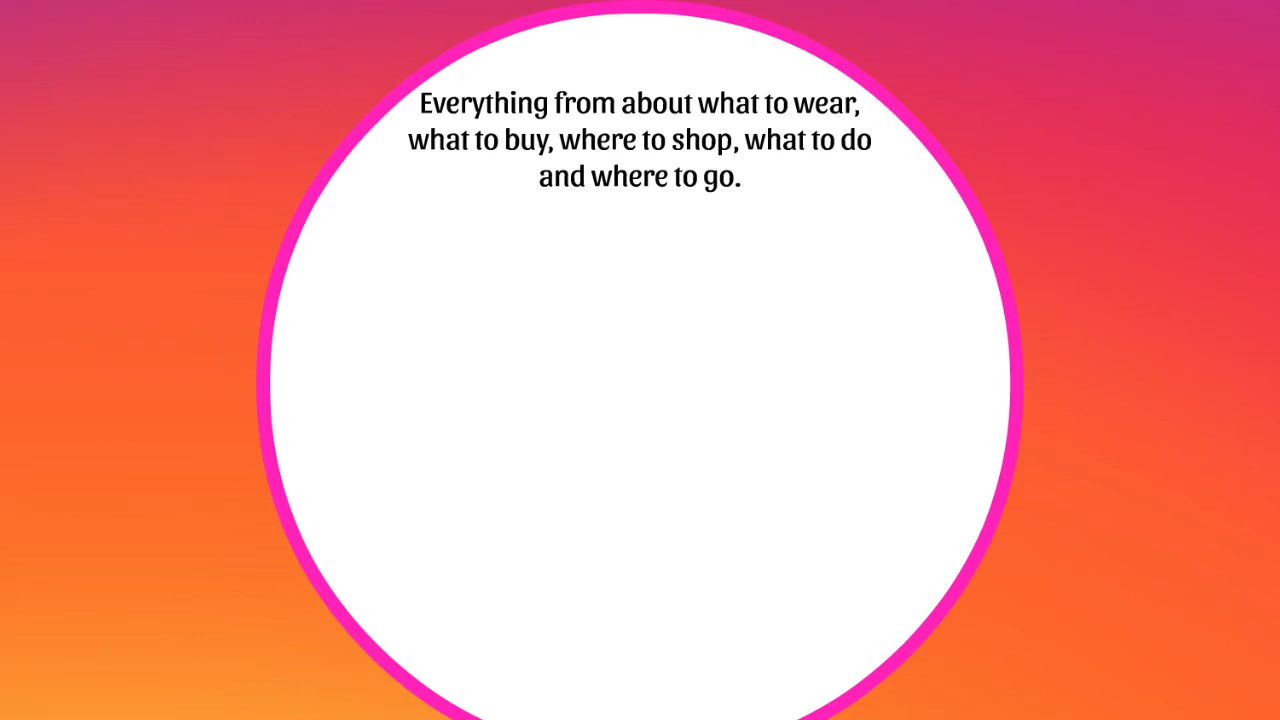 Everything from about what to wear,
what to buy, where to shop, what to do
and where to go.